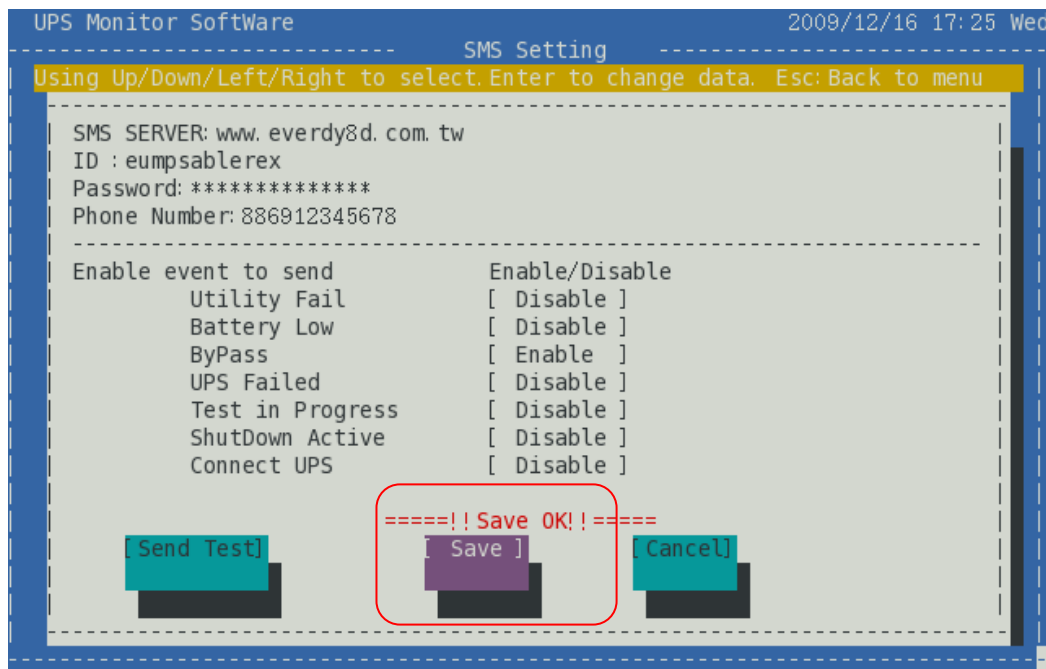 UPS Monitor SoftWare 2009/12/16 17:25 Wed
SMS Setting
Using Up/Down/Left/Right to select.Enter to change data. Esc:Back to menu
SMS SERVER:www.everdy8d.com.tw
ID :eumpsablerex
Password:**************
Phone Number:886912345678
Enable event to send Enable/Disable
Utility Fail [ Disable ]
Battery Low [ Disable ]
ByPass [ Enable ]
UPS Failed [ Disable ]
Test in Progress [ Disable ]
ShutDown Active [ Disable ]
Connect UPS [ Disable ]
=====!!Save OK!!=====
[Send Test] [ Save ] [Cancel]